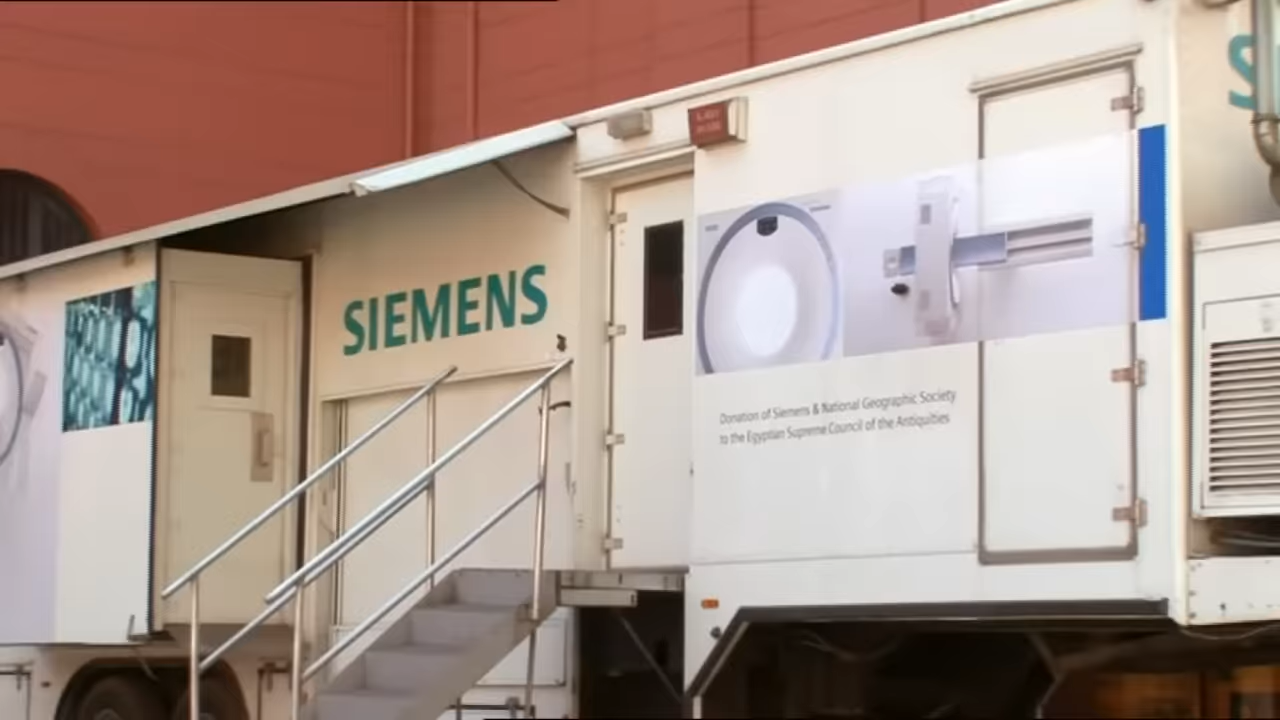 SIEMENS
Donation of Siemens & National Geographic Society
to the Egyptian Supreme Council of the Antiquities